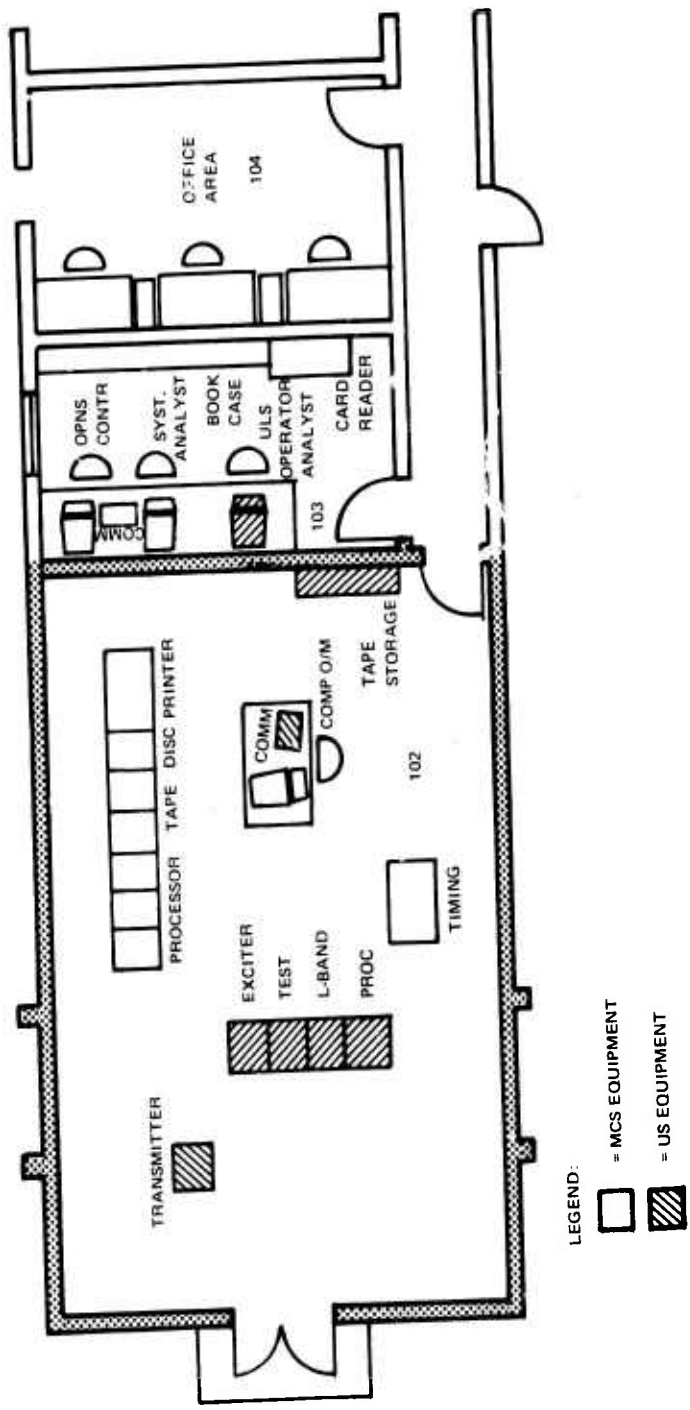 OFFICE
AREA
104
OPNS
CONTR
SYST.
ANALYST
BOOK
CASE
ULS
OPERATOR
ANALYST
CARD
READER
COMM
103
PROCESSOR TAPE DISC PRINTER
COMM
COMP O/M
TAPE
STORAGE
102
EXCITER
TEST
L-BAND
PROC
TIMING
TRANSMITTER
LEGEND:
= MCS EQUIPMENT
= US EQUIPMENT